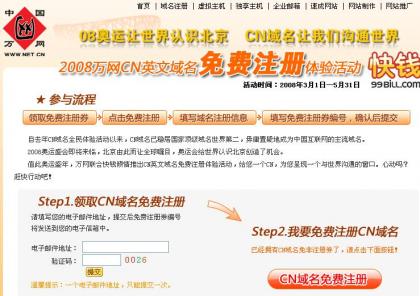 首页 | 域名注册 | 虚拟主机 | 独享主机 | 企业邮箱 | 速成网站 | 网站制作 | 网站推广
中国万网
WWW.NET.CN
08奥运让世界认识北京 CN域名让我们沟通世界
2008万网CN英文域名免费注册体验活动
快钱
99BILL.COM
活动时间:2008年3月1日—5月31日
★ 参与流程
领取免费注册券
点击免费注册
填写域名注册信息
填写免费注册券编号,确认后提交
自去年CN域名全民体验活动以来,CN域名已稳居国家顶级域名世界第二,毋庸置疑地成为中国互联网的主流域名。
2008奥运盛会即将来临,北京由此而让全球瞩目,奥运会给世界认识北京创造了机会。
值此奥运盛年,万网联合快钱倾情推出CN英文域名免费注册体验活动,给您一个CN,为您呈现一个与世界沟通的窗口。心动吗?
赶快行动吧!
Step1.领取CN域名免费注册
请填写您的电子邮件地址,提交后免费注册券编号
将发送到您的电子信箱中。
电子邮件地址:
验证码: 0026
提交
温馨提示:一个电子邮件地址,只能提交一次。
Step2.我要免费注册CN域名
已经拥有CN域名免注册券了,请点击下面按钮!
CN域名免费注册